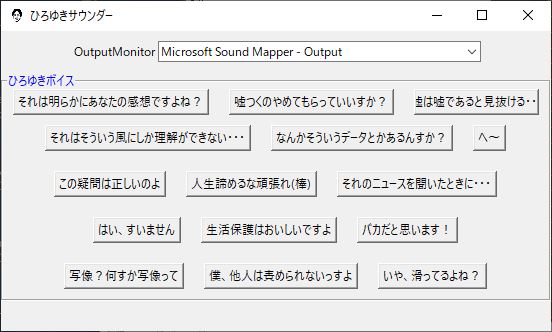 ひろゆきサウンダー
OutputMonitor Microsoft Sound Mapper - Output
ひろゆきボイス
それは明らかにあなたの感想ですよね？ 嘘つくのやめてもらっていいすか？ 嘘は嘘であると見抜ける・・
それはそういう風にしか理解ができない・・・ なんかそういうデータとかあるんすか？ へ～
この疑問は正しいのよ 人生諦めるな頑張れ(棒) それのニュースを聞いたときに・・・
はい、すいません 生活保護はおいしいですよ バカだと思います！
写像？何すか写像って 僕、他人は責められないっすよ いや、滑ってるよね？